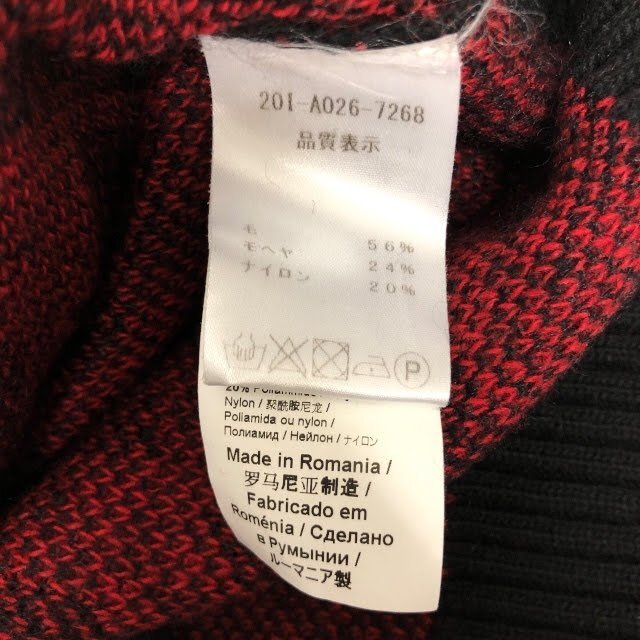 20I-A026-7268
品質表示
毛 56%
モヘヤ 24%
ナイロン 20%
P
20% Poliammide
Nylon / 聚酰胺尼龙 /
Poliamida ou nylon /
Полиамид / Нейлон / ナイロン
Made in Romania /
罗马尼亚制造 /
Fabricado em
Roménia / Сделано
в Румынии /
ルーマニア製